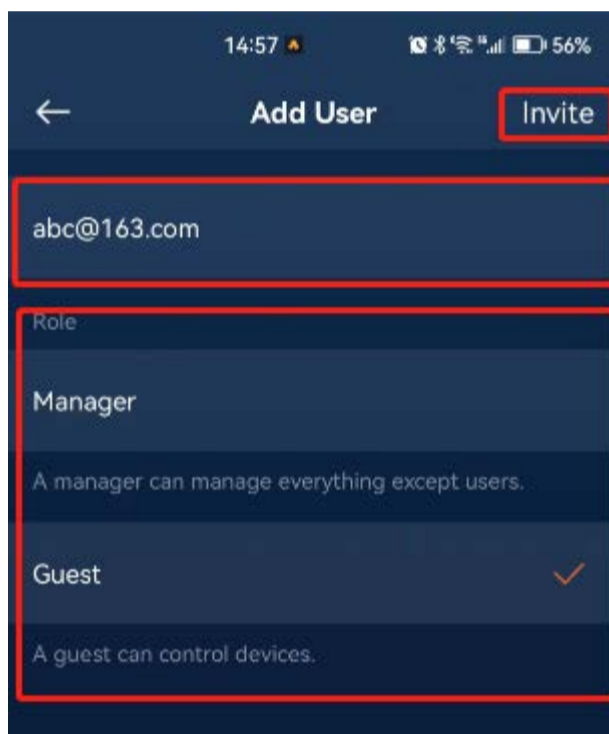 14:57 56%
Add User Invite
abc@163.com
Role
Manager
A manager can manage everything except users.
Guest
A guest can control devices.